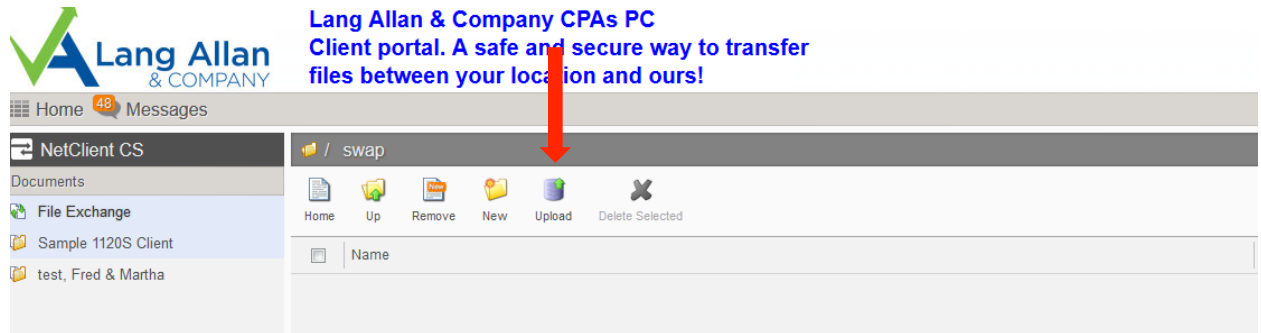 Lang Allan
& COMPANY
Lang Allan & Company CPAs PC
Client portal. A safe and secure way to transfer
files between your location and ours!
Home 48 Messages
NetClient CS
Documents
File Exchange
Sample 1120S Client
test, Fred & Martha
/ swap
New
Home Up Remove New Upload Delete Selected
Name